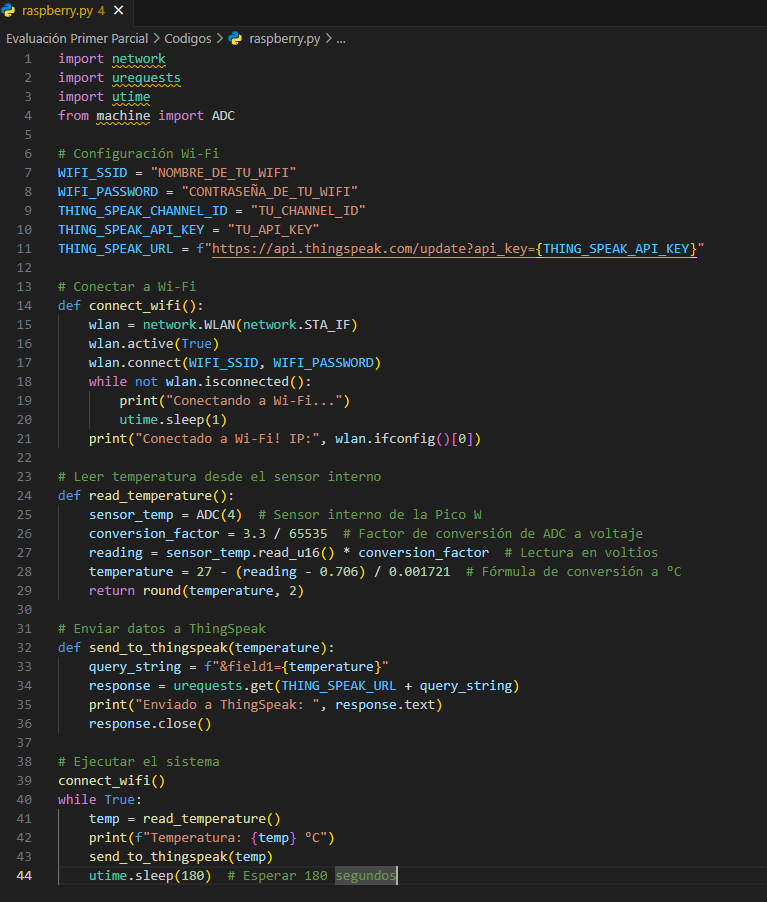 raspberry.py 4 ✕
Evaluación Primer Parcial > Codigos > raspberry.py > ...
1 import network
2 import urequests
3 import utime
4 from machine import ADC
5
6 # Configuración Wi-Fi
7 WIFI_SSID = "NOMBRE_DE_TU_WIFI"
8 WIFI_PASSWORD = "CONTRASEÑA_DE_TU_WIFI"
9 THING_SPEAK_CHANNEL_ID = "TU_CHANNEL_ID"
10 THING_SPEAK_API_KEY = "TU_API_KEY"
11 THING_SPEAK_URL = f"https://api.thingspeak.com/update?api_key={THING_SPEAK_API_KEY}"
12
13 # Conectar a Wi-Fi
14 def connect_wifi():
15     wlan = network.WLAN(network.STA_IF)
16     wlan.active(True)
17     wlan.connect(WIFI_SSID, WIFI_PASSWORD)
18     while not wlan.isconnected():
19         print("Conectando a Wi-Fi...")
20         utime.sleep(1)
21     print("Conectado a Wi-Fi! IP:", wlan.ifconfig()[0])
22
23 # Leer temperatura desde el sensor interno
24 def read_temperature():
25     sensor_temp = ADC(4)  # Sensor interno de la Pico W
26     conversion_factor = 3.3 / 65535  # Factor de conversión de ADC a voltaje
27     reading = sensor_temp.read_u16() * conversion_factor  # Lectura en voltios
28     temperature = 27 - (reading - 0.706) / 0.001721  # Fórmula de conversión a ºC
29     return round(temperature, 2)
30
31 # Enviar datos a ThingSpeak
32 def send_to_thingspeak(temperature):
33     query_string = f"&field1={temperature}"
34     response = urequests.get(THING_SPEAK_URL + query_string)
35     print("Enviado a ThingSpeak: ", response.text)
36     response.close()
37
38 # Ejecutar el sistema
39 connect_wifi()
40 while True:
41     temp = read_temperature()
42     print(f"Temperatura: {temp} ºC")
43     send_to_thingspeak(temp)
44     utime.sleep(180)  # Esperar 180 segundos